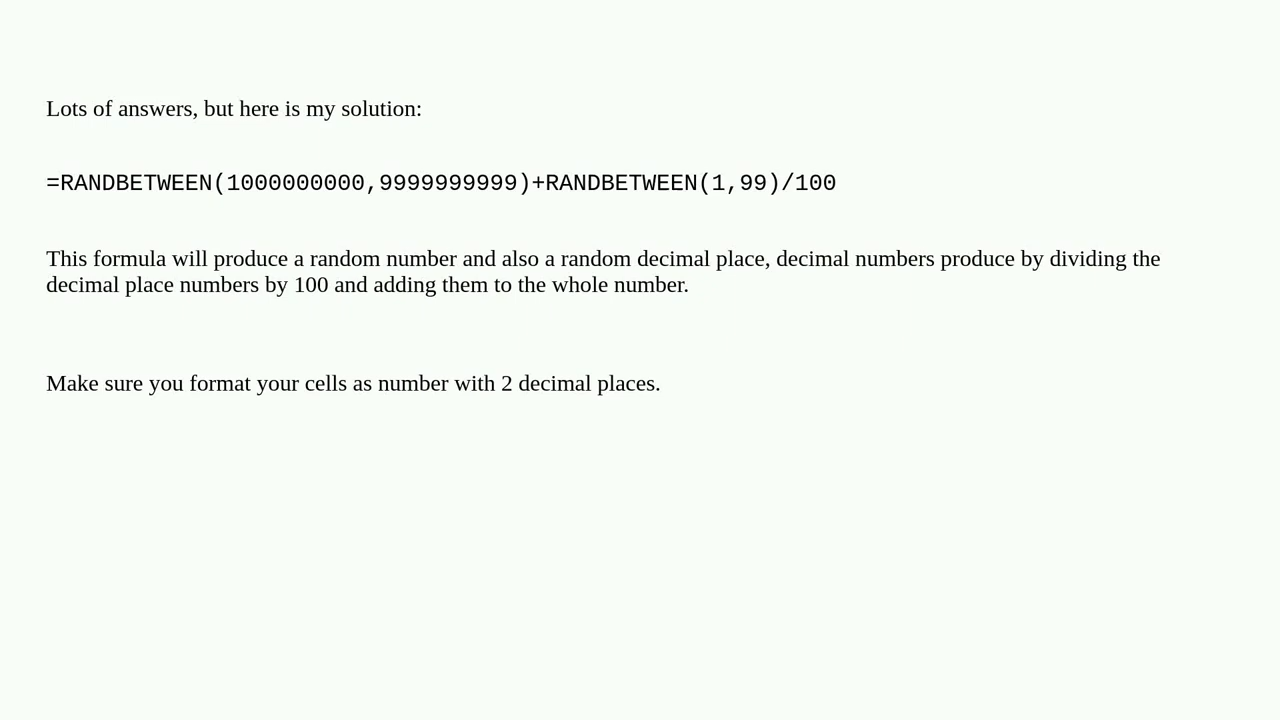 Lots of answers, but here is my solution:
=RANDBETWEEN(1000000000,9999999999)+RANDBETWEEN(1,99)/100
This formula will produce a random number and also a random decimal place, decimal numbers produce by dividing the
decimal place numbers by 100 and adding them to the whole number.
Make sure you format your cells as number with 2 decimal places.